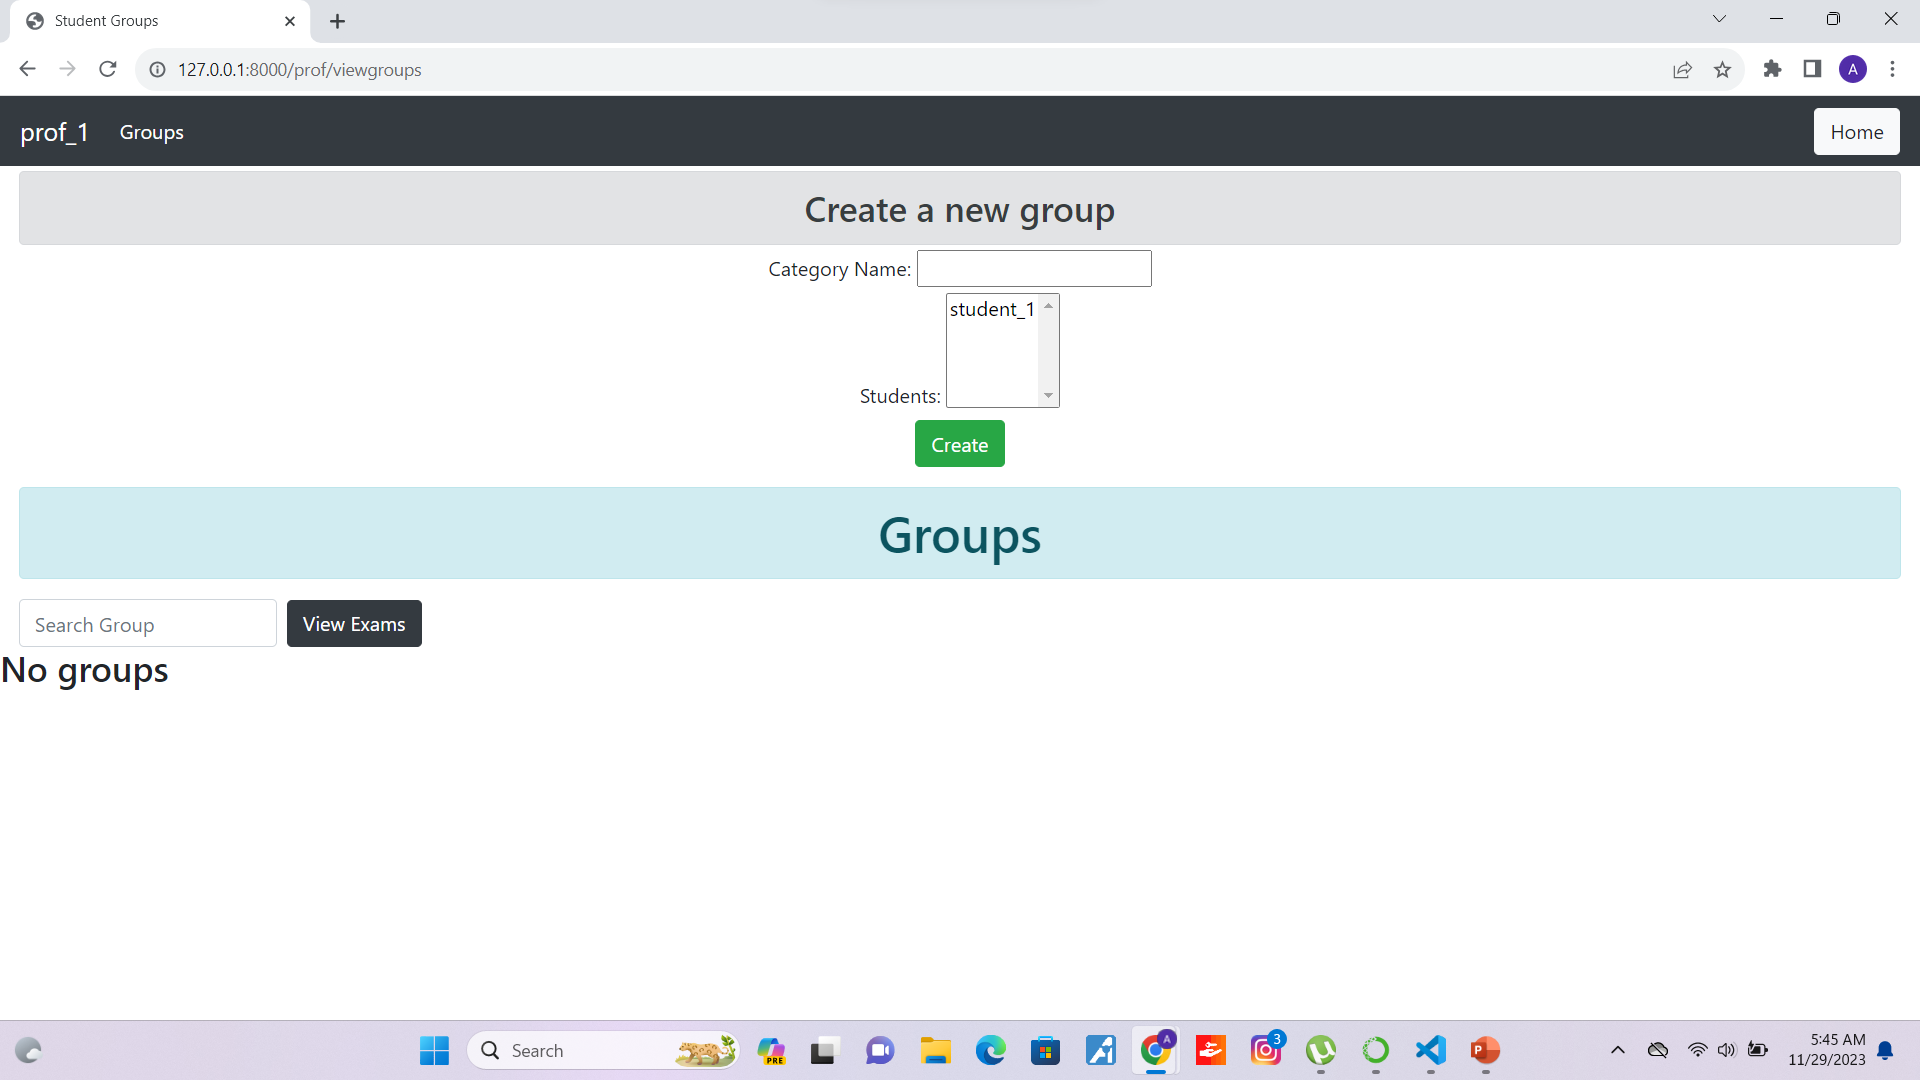 Student Groups
127.0.0.1:8000/prof/viewgroups
A
prof_1 Groups Home
Create a new group
Category Name:
student_1
Students:
Create
Groups
Search Group View Exams
No groups
Search
PRE
A
3
P
5:45 AM
11/29/2023